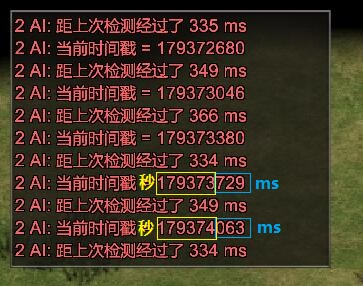 2 AI: 距上次检测经过了 335 ms
2 AI: 当前时间戳 = 179372680
2 AI: 距上次检测经过了 349 ms
2 AI: 当前时间戳 = 179373046
2 AI: 距上次检测经过了 366 ms
2 AI: 当前时间戳 = 179373380
2 AI: 距上次检测经过了 334 ms
2 AI: 当前时间戳 秒 179373729 ms
2 AI: 距上次检测经过了 349 ms
2 AI: 当前时间戳 秒 179374063 ms
2 AI: 距上次检测经过了 334 ms